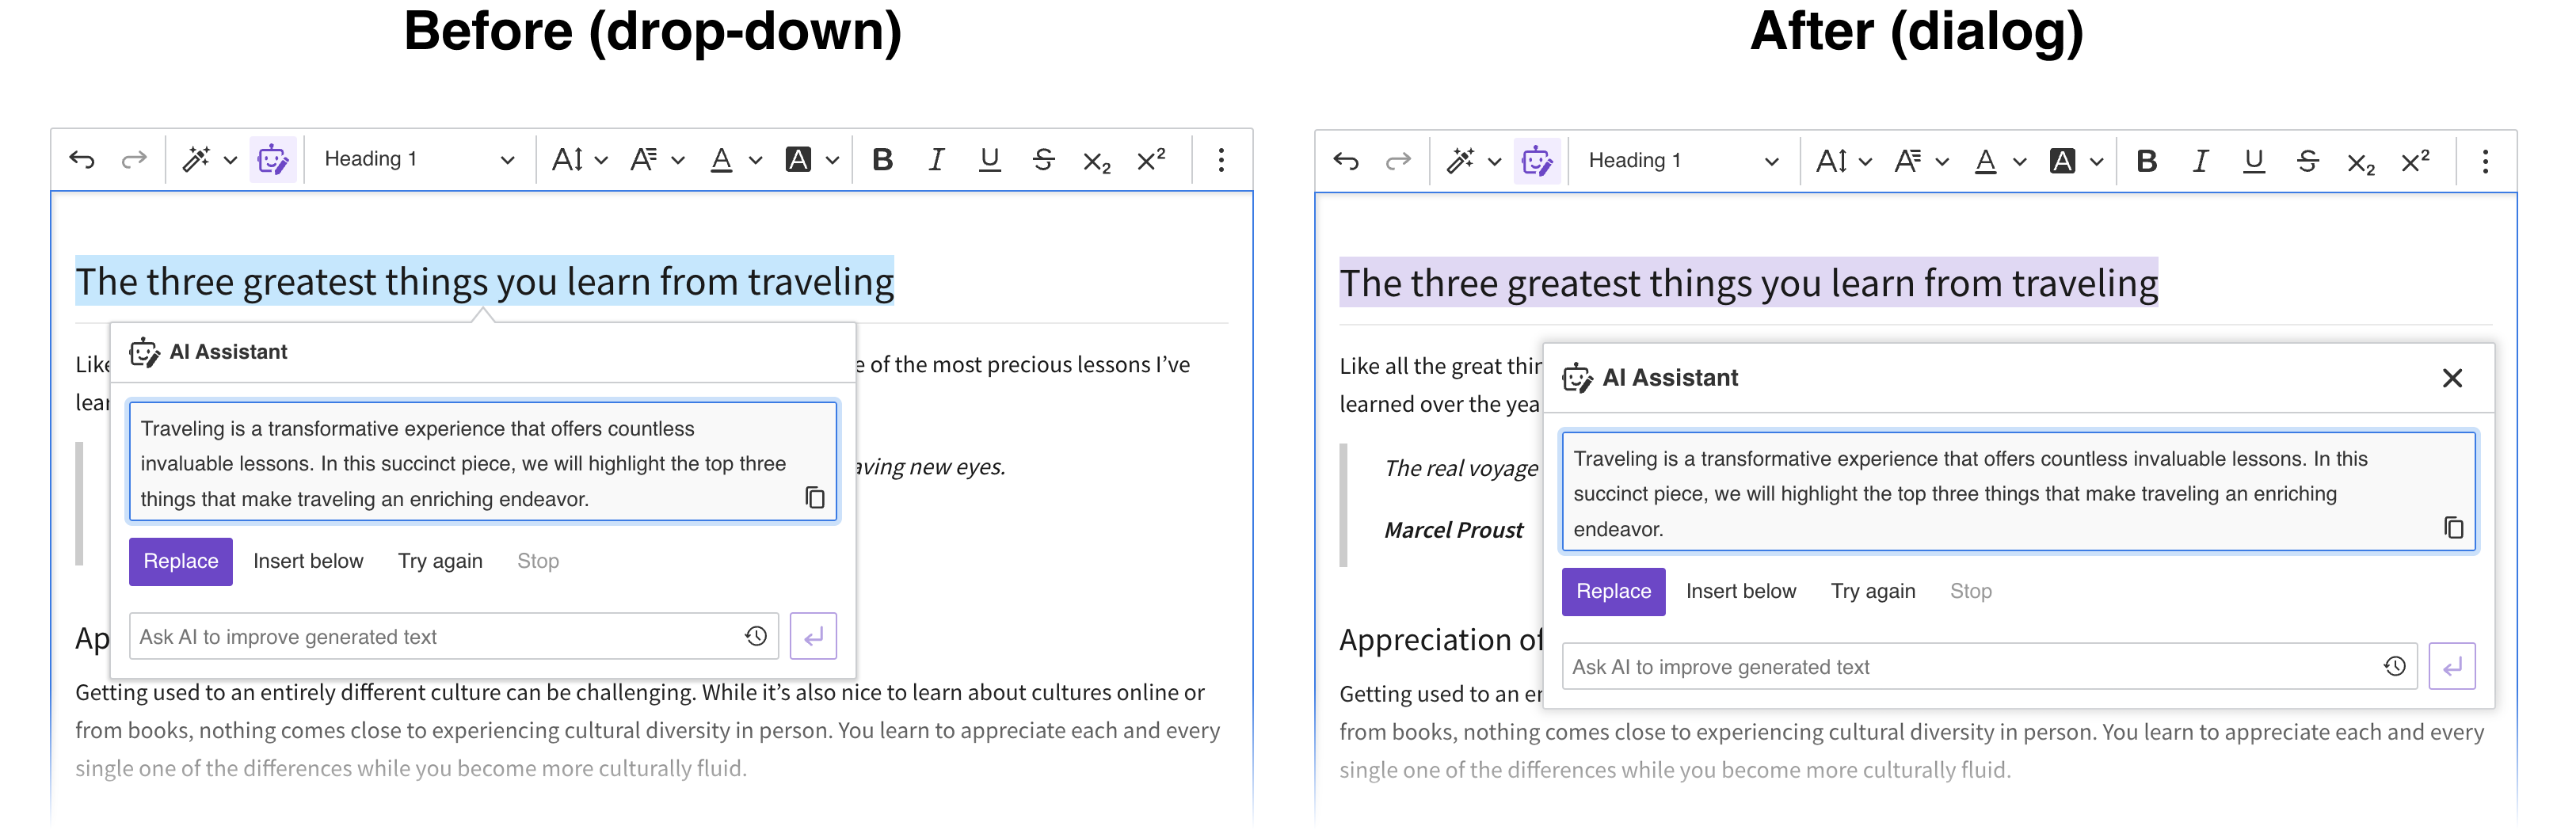 Before (drop-down)
Heading 1
A A A A B I U S X₂ X²
The three greatest things you learn from traveling
AI Assistant
Like e of the most precious lessons I’ve
lear
Traveling is a transformative experience that offers countless
invaluable lessons. In this succinct piece, we will highlight the top three
things that make traveling an enriching endeavor.
aving new eyes.
Replace Insert below Try again Stop
Ap
Ask AI to improve generated text
Getting used to an entirely different culture can be challenging. While it’s also nice to learn about cultures online or
from books, nothing comes close to experiencing cultural diversity in person. You learn to appreciate each and every
single one of the differences while you become more culturally fluid.
After (dialog)
Heading 1
A A A A B I U S X₂ X²
The three greatest things you learn from traveling
Like all the great thin
learned over the yea
The real voyage
Marcel Proust
AI Assistant
Traveling is a transformative experience that offers countless invaluable lessons. In this
succinct piece, we will highlight the top three things that make traveling an enriching
endeavor.
Replace Insert below Try again Stop
Ask AI to improve generated text
Appreciation of
Getting used to an en
from books, nothing comes close to experiencing cultural diversity in person. You learn to appreciate each and every
single one of the differences while you become more culturally fluid.